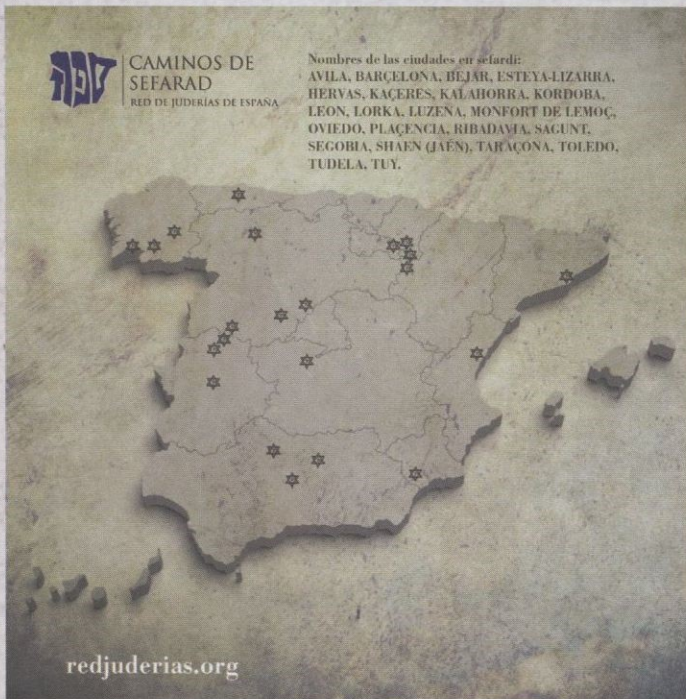 CAMINOS DE
SEFARAD
RED DE JUDERÍAS DE ESPAÑA
Nombres de las ciudades en sefardí:
AVILA, BARÇELONA, BEJAR, ESTEYA-LIZARRA,
HERVAS, KAÇERES, KALAHORRA, KORDOBA,
LEON, LORKA, LUZENA, MONFORT DE LEMOÇ,
OVIEDO, PLAÇENCIA, RIBADAVIA, SAGUNT,
SEGOBIA, SHAEN (JAÉN), TARAÇONA, TOLEDO,
TUDELA, TUY.
redjuderias.org